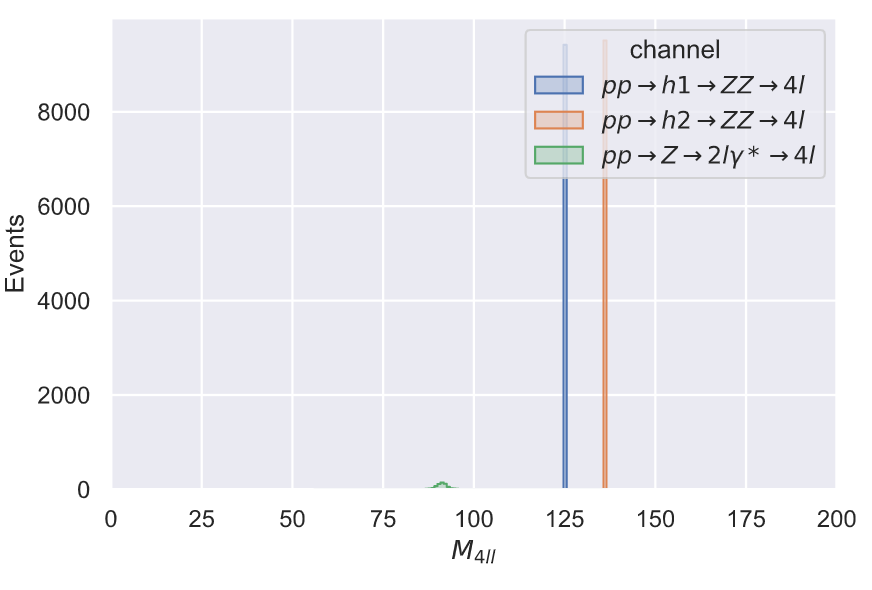 channel
pp → h1 → ZZ → 4l
pp → h2 → ZZ → 4l
pp → Z → 2lγ* → 4l
8000
6000
4000
2000
0
Events
0 25 50 75 100 125 150 175 200
M4ll